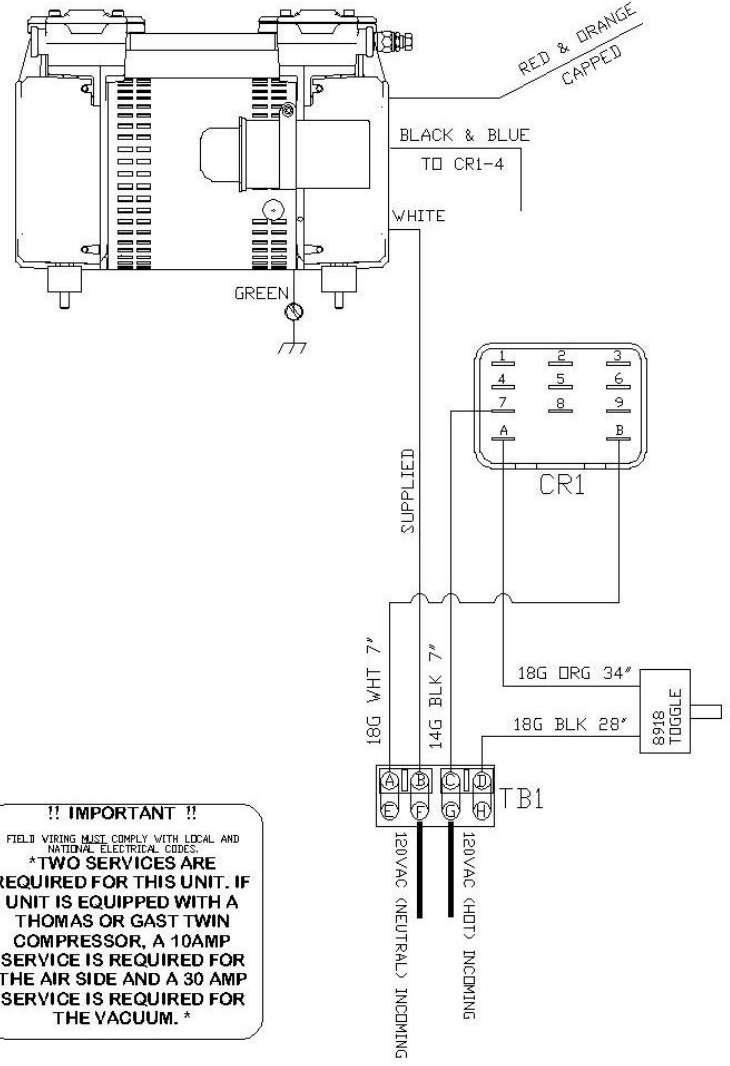 RED & ORANGE
CAPPED
BLACK & BLUE
TO CR1-4
WHITE
GREEN
1 2 3
4 5 6
7 8 9
A B
CR1
SUPPLIED
18G WHT 7"
14G BLK 7"
18G ORG 34"
18G BLK 28"
8918
TOGGLE
A B C D
E F G H
TB1
120VAC (NEUTRAL) INCOMING
120VAC (HOT) INCOMING
!! IMPORTANT !!
FIELD WIRING MUST COMPLY WITH LOCAL AND
NATIONAL ELECTRICAL CODES.
*TWO SERVICES ARE
REQUIRED FOR THIS UNIT. IF
UNIT IS EQUIPPED WITH A
THOMAS OR GAST TWIN
COMPRESSOR, A 10AMP
SERVICE IS REQUIRED FOR
THE AIR SIDE AND A 30 AMP
SERVICE IS REQUIRED FOR
THE VACUUM. *